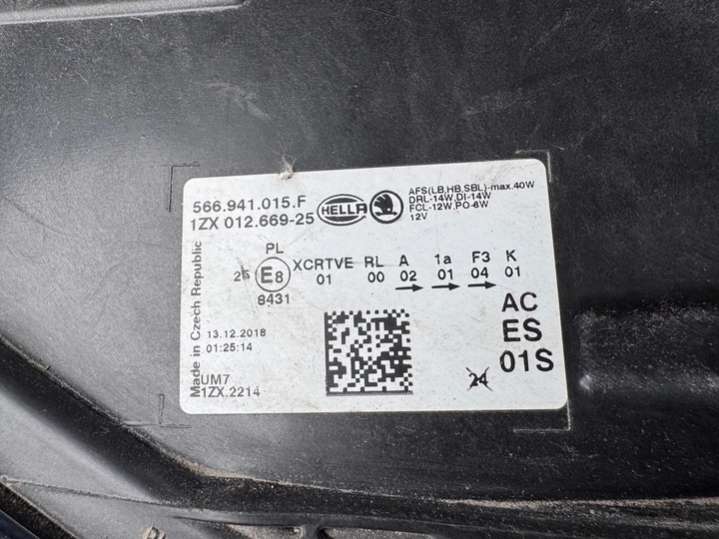 566.941.015.F
1ZX 012.669-25
HELLA
AFS(LB,HB,SBL)-max.40W
DRL-14W,DI-14W
FCL-12W,PO-6W
12V
PL
25 E8 XCRTVE RL A 1a F3 K
01 00 02 01 04 01
8431
Made in Czech Republic
13.12.2018
01:25:14
AC
ES
01S
UM7
1ZX.2214
24